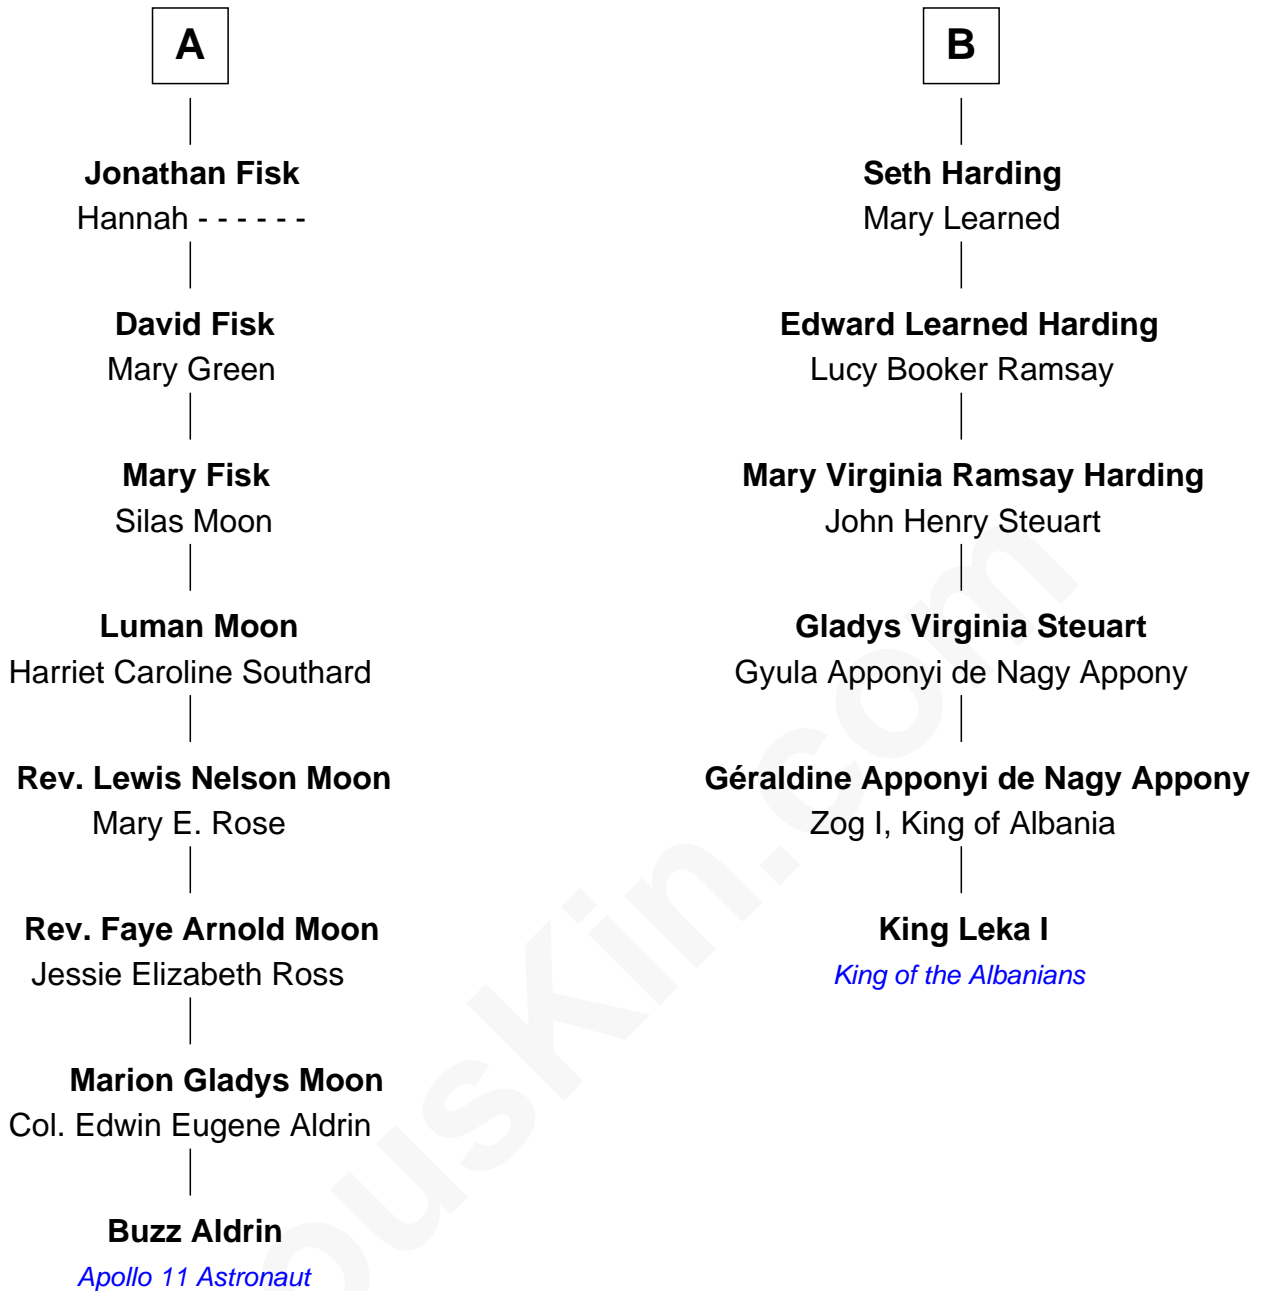 A
Jonathan Fisk
Hannah - - - - - -
David Fisk
Mary Green
Mary Fisk
Silas Moon
Luman Moon
Harriet Caroline Southard
Rev. Lewis Nelson Moon
Mary E. Rose
Rev. Faye Arnold Moon
Jessie Elizabeth Ross
Marion Gladys Moon
Col. Edwin Eugene Aldrin
Buzz Aldrin
Apollo 11 Astronaut
B
Seth Harding
Mary Learned
Edward Learned Harding
Lucy Booker Ramsay
Mary Virginia Ramsay Harding
John Henry Steuart
Gladys Virginia Steuart
Gyula Apponyi de Nagy Appony
Géraldine Apponyi de Nagy Appony
Zog I, King of Albania
King Leka I
King of the Albanians
ousKin.com